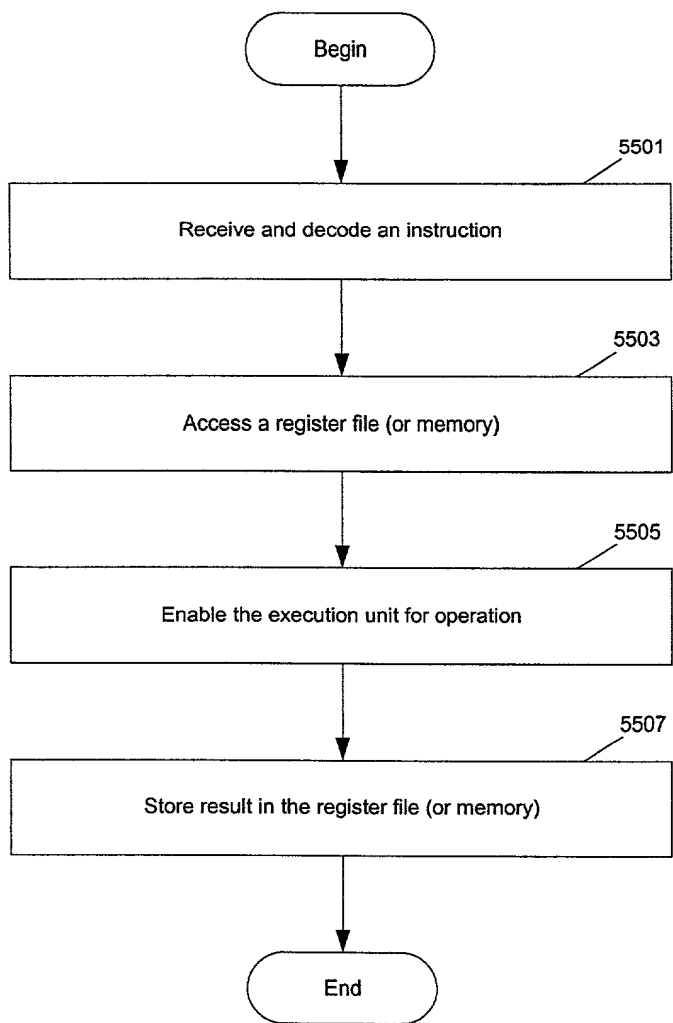 Begin
5501
Receive and decode an instruction
5503
Access a register file (or memory)
5505
Enable the execution unit for operation
5507
Store result in the register file (or memory)
End